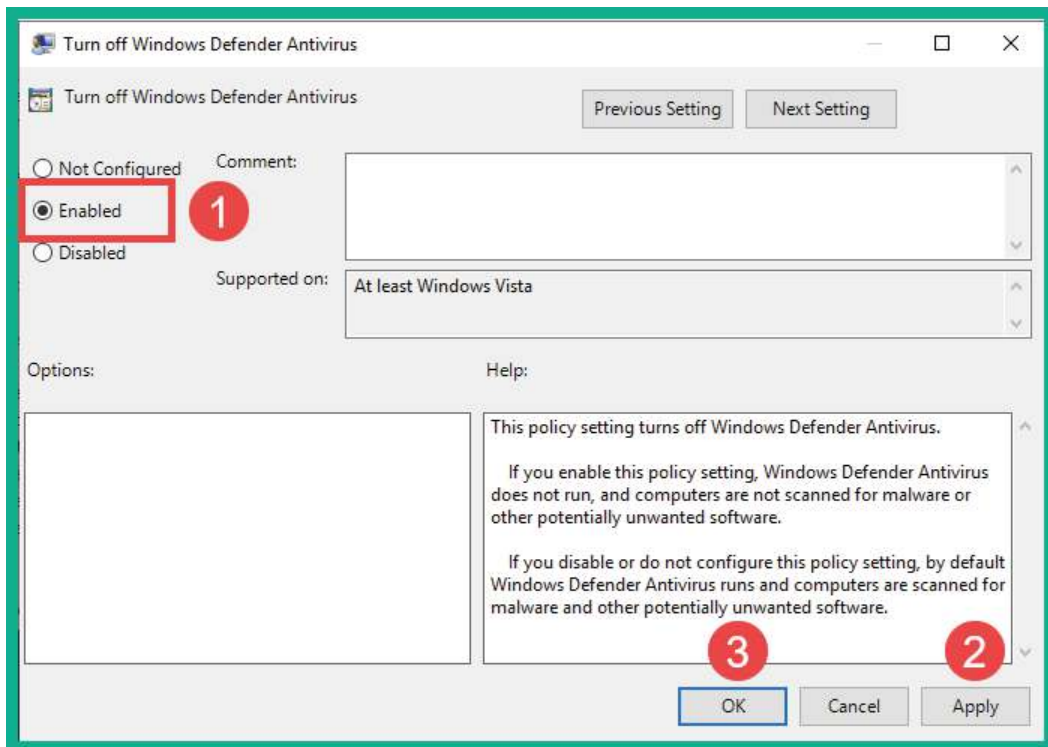 Turn off Windows Defender Antivirus
Turn off Windows Defender Antivirus
Previous Setting
Next Setting
Not Configured
Comment:
Enabled
1
Disabled
Supported on:
At least Windows Vista
Options:
Help:
This policy setting turns off Windows Defender Antivirus.
If you enable this policy setting, Windows Defender Antivirus
does not run, and computers are not scanned for malware or
other potentially unwanted software.
If you disable or do not configure this policy setting, by default
Windows Defender Antivirus runs and computers are scanned for
malware and other potentially unwanted software.
3
2
OK
Cancel
Apply